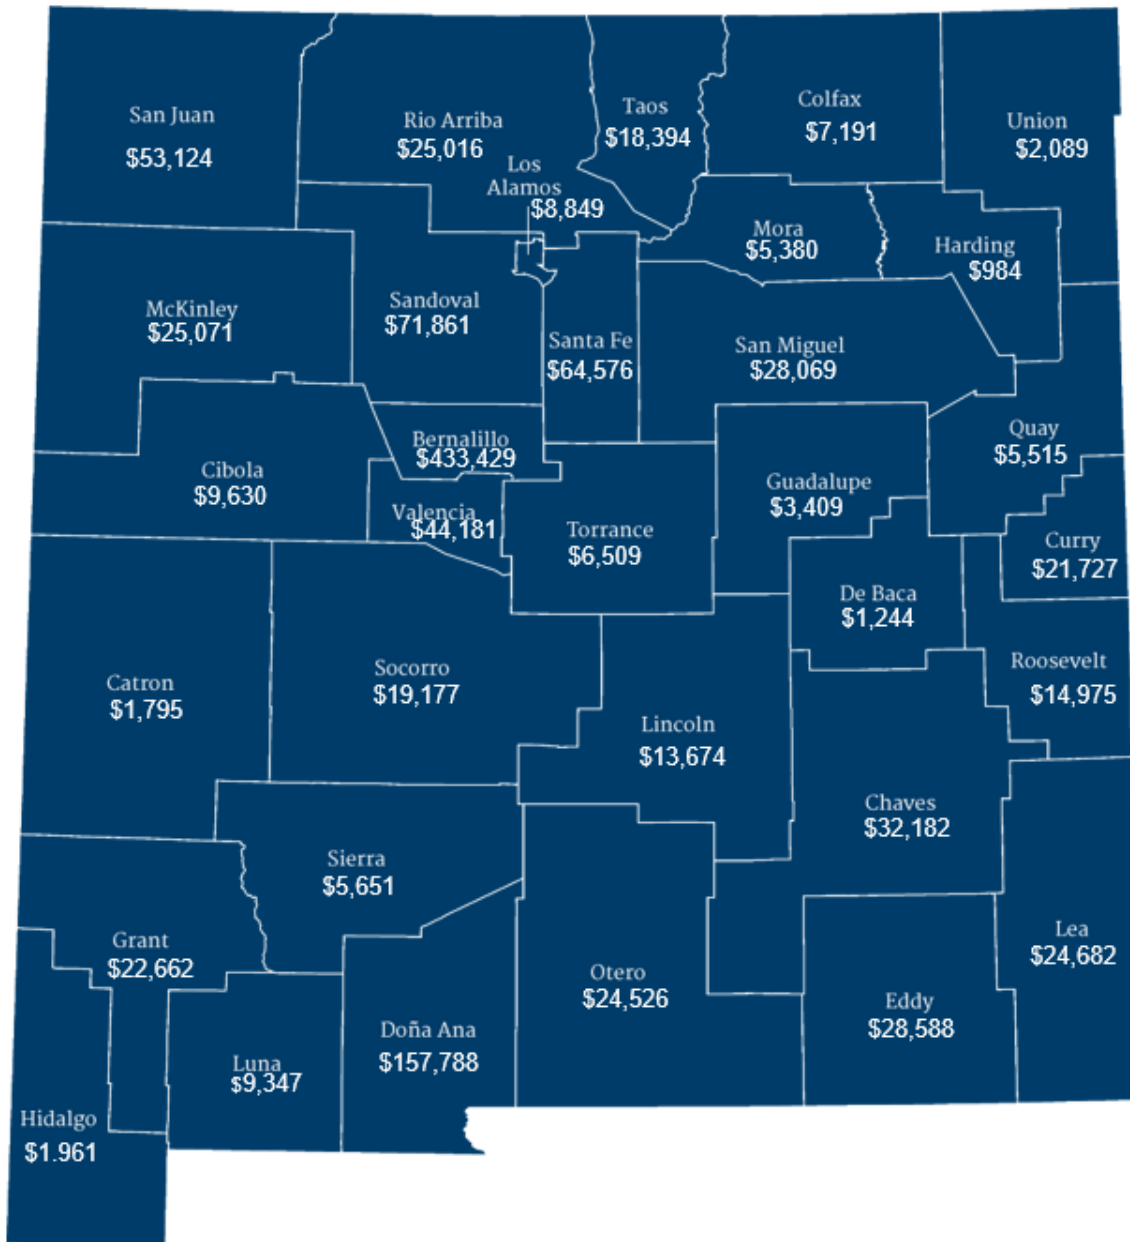 San Juan
$53,124
Rio Arriba
$25,016
Taos
$18,394
Colfax
$7,191
Union
$2,089
Los
Alamos
$8,849
Mora
$5,380
Harding
$984
McKinley
$25,071
Sandoval
$71,861
Santa Fe
$64,576
San Miguel
$28,069
Quay
$5,515
Bernalillo
$433,429
Cibola
$9,630
Guadalupe
$3,409
Valencia
$44,181
Torrance
$6,509
Curry
$21,727
De Baca
$1,244
Roosevelt
$14,975
Catron
$1,795
Socorro
$19,177
Lincoln
$13,674
Chaves
$32,182
Sierra
$5,651
Grant
$22,662
Lea
$24,682
Otero
$24,526
Eddy
$28,588
Doña Ana
$157,788
Luna
$9,347
Hidalgo
$1.961